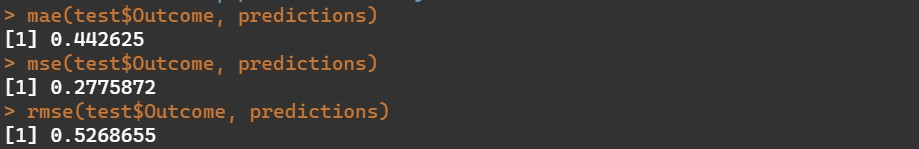 > mae(test$Outcome, predictions)
[1] 0.442625
> mse(test$Outcome, predictions)
[1] 0.2775872
> rmse(test$Outcome, predictions)
[1] 0.5268655